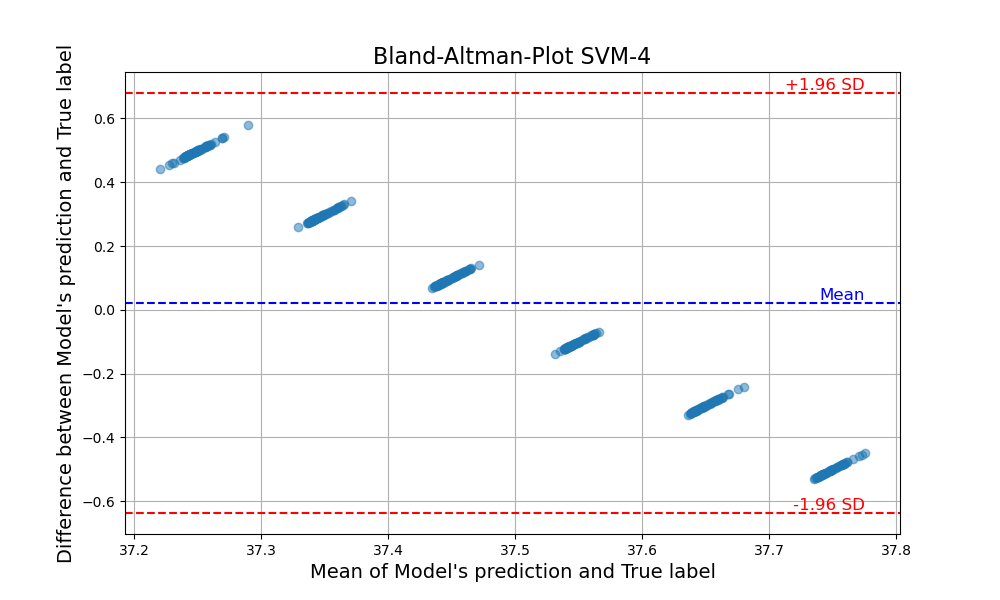 Bland-Altman-Plot SVM-4
Difference between Model's prediction and True label
0.6
0.4
0.2
0.0
−0.2
−0.4
−0.6
+1.96 SD
Mean
-1.96 SD
37.2 37.3 37.4 37.5 37.6 37.7 37.8
Mean of Model's prediction and True label